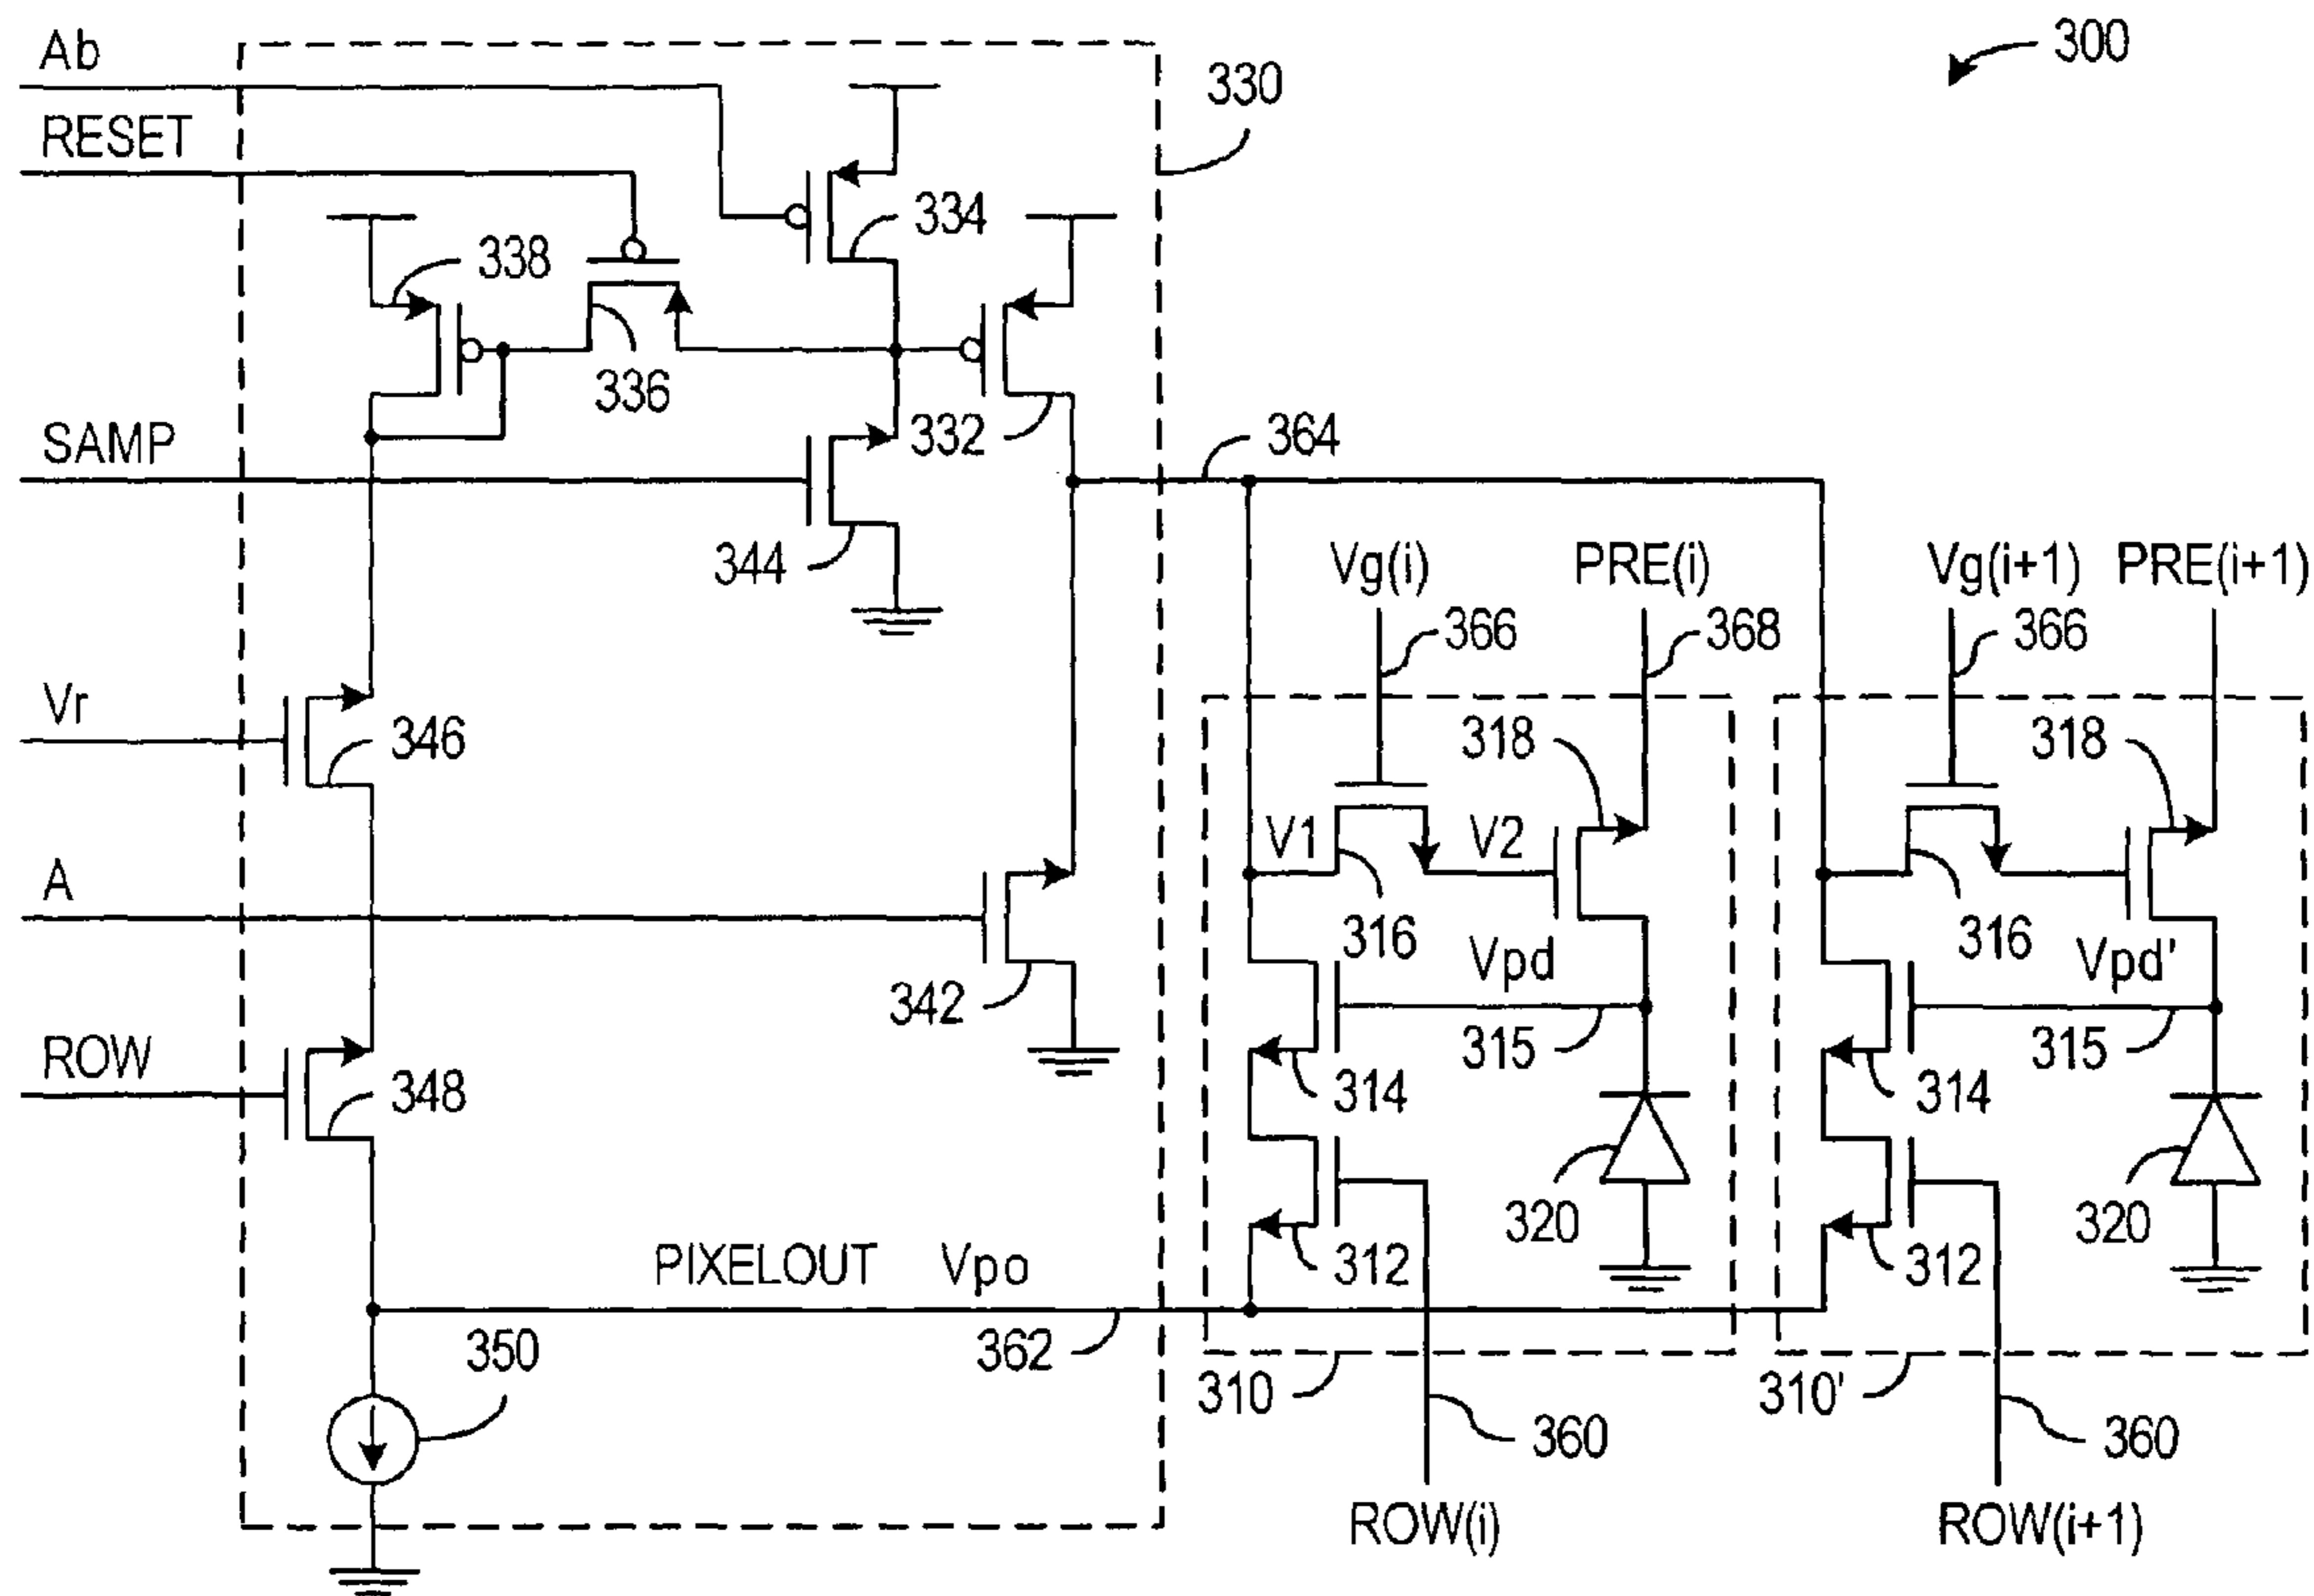 300
Ab
330
RESET
334
338
336
332
SAMP
364
344
Vg(i) PRE(i) Vg(i+1) PRE(i+1)
366 368 366
Vr
346
318 318
V1 V2
A
316 316
Vpd Vpd'
342
315 315
ROW
348
314 314
320 320
PIXELOUT Vpo
312 312
350
362
310 310'
360 360
ROW(i) ROW(i+1)